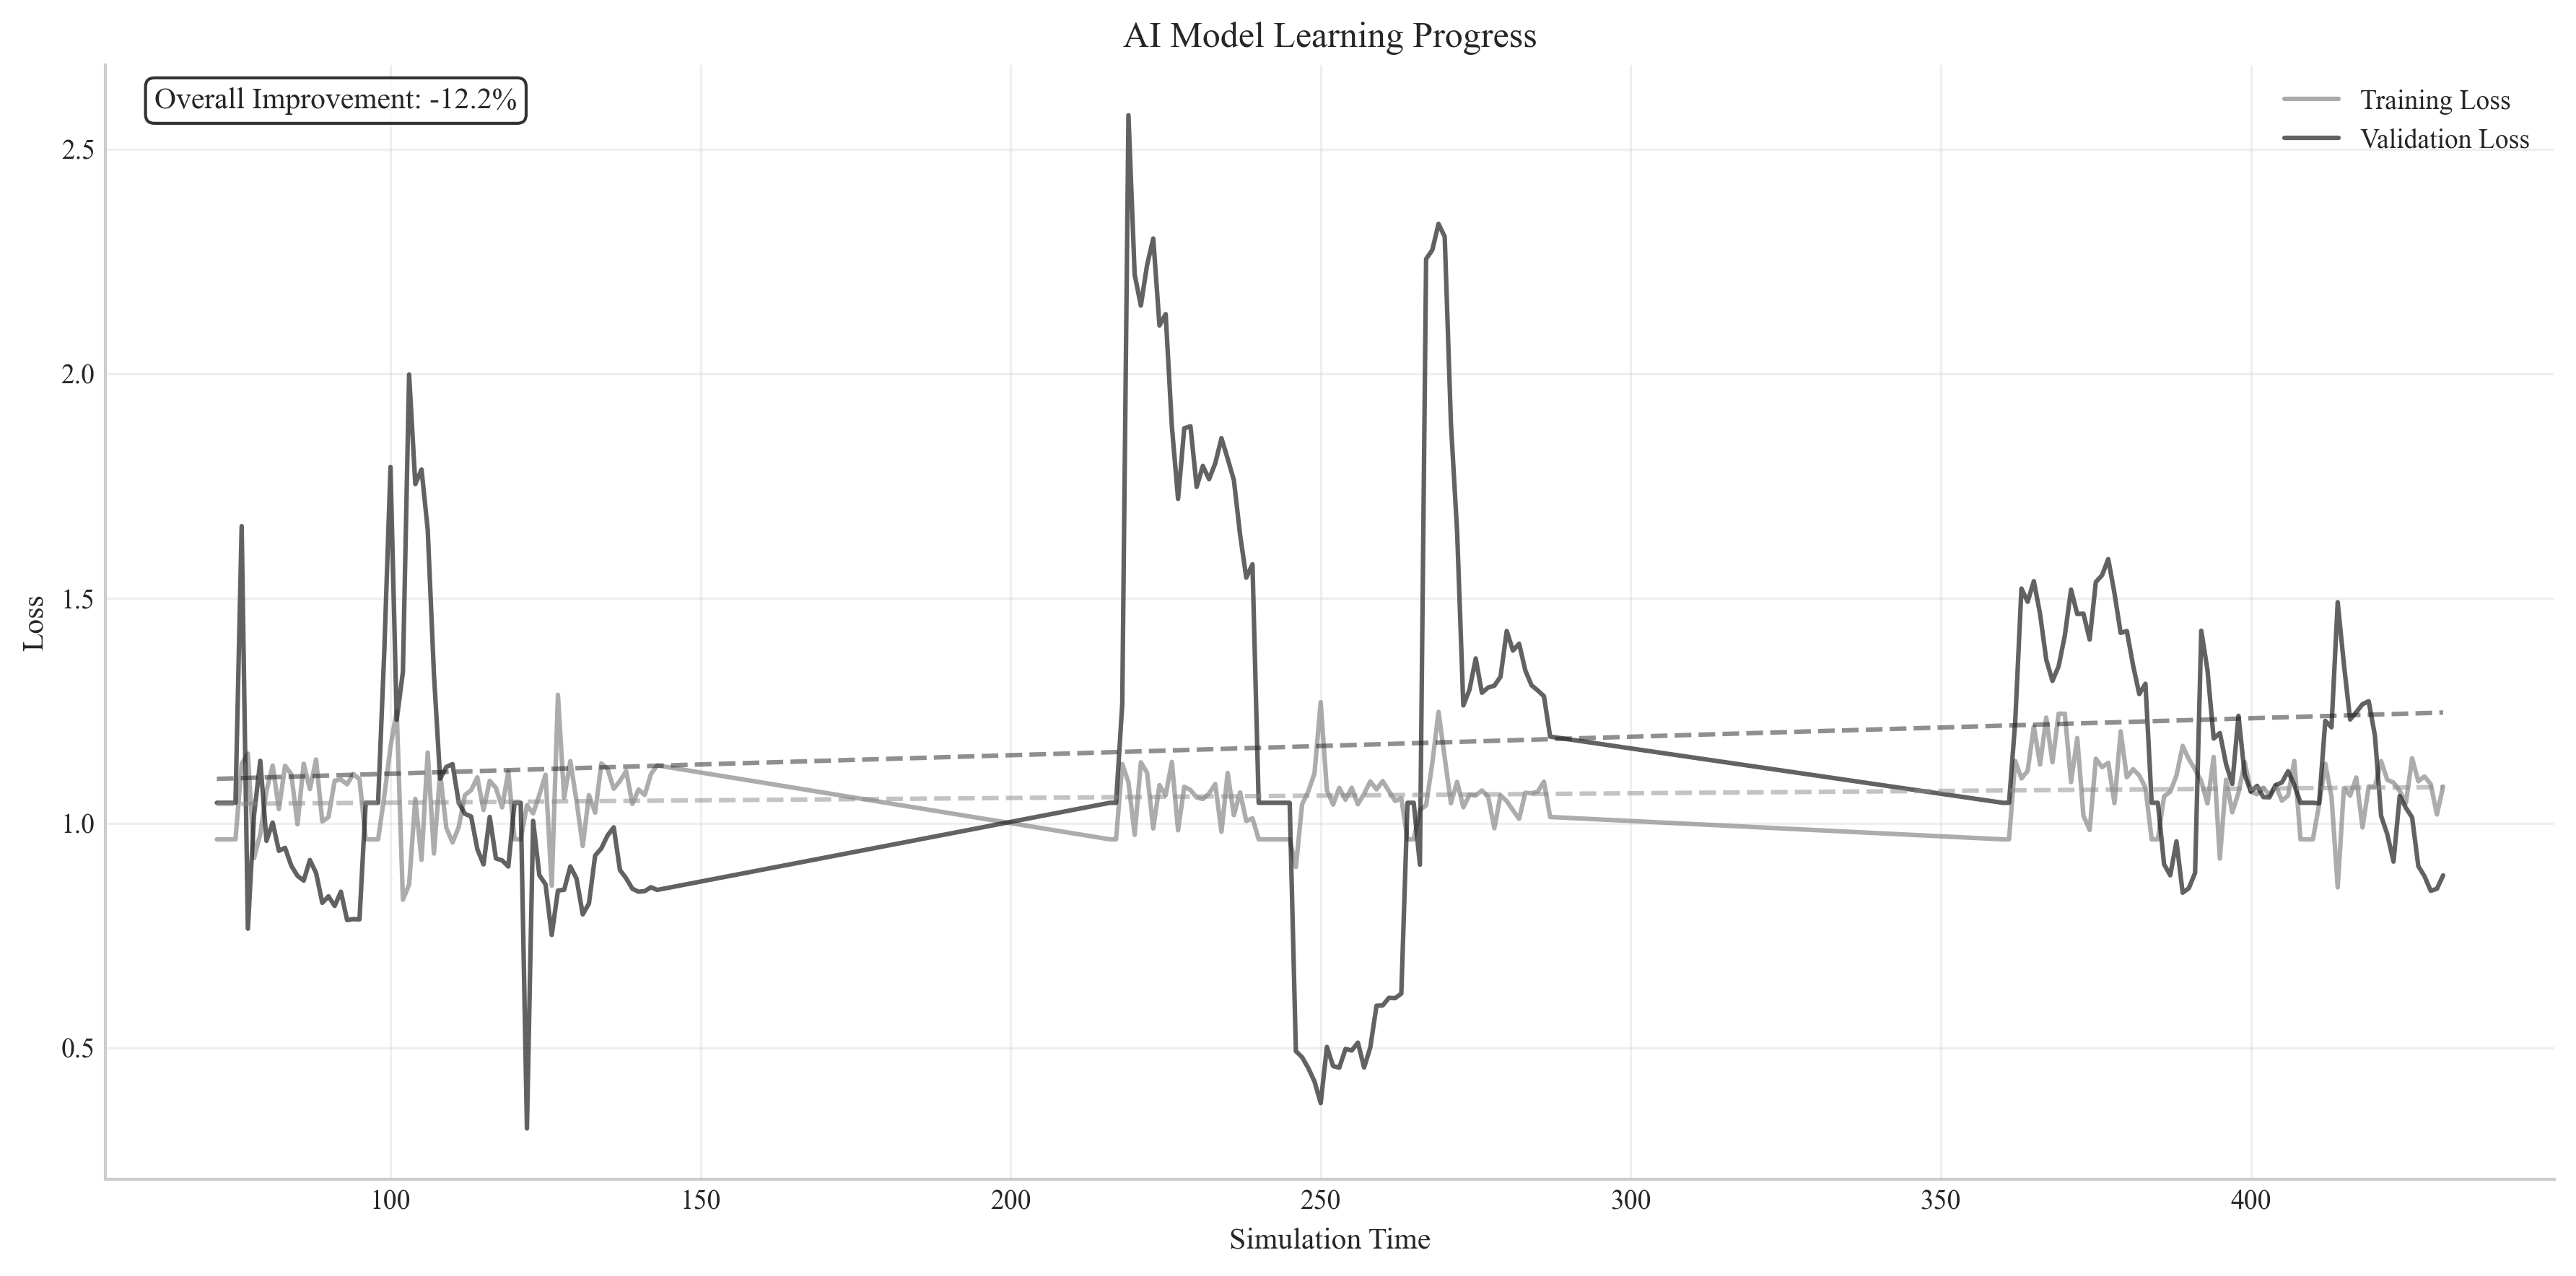 AI Model Learning Progress
Overall Improvement: -12.2%
Training Loss
Validation Loss
2.5
2.0
1.5
1.0
0.5
Loss
100
150
200
250
300
350
400
Simulation Time